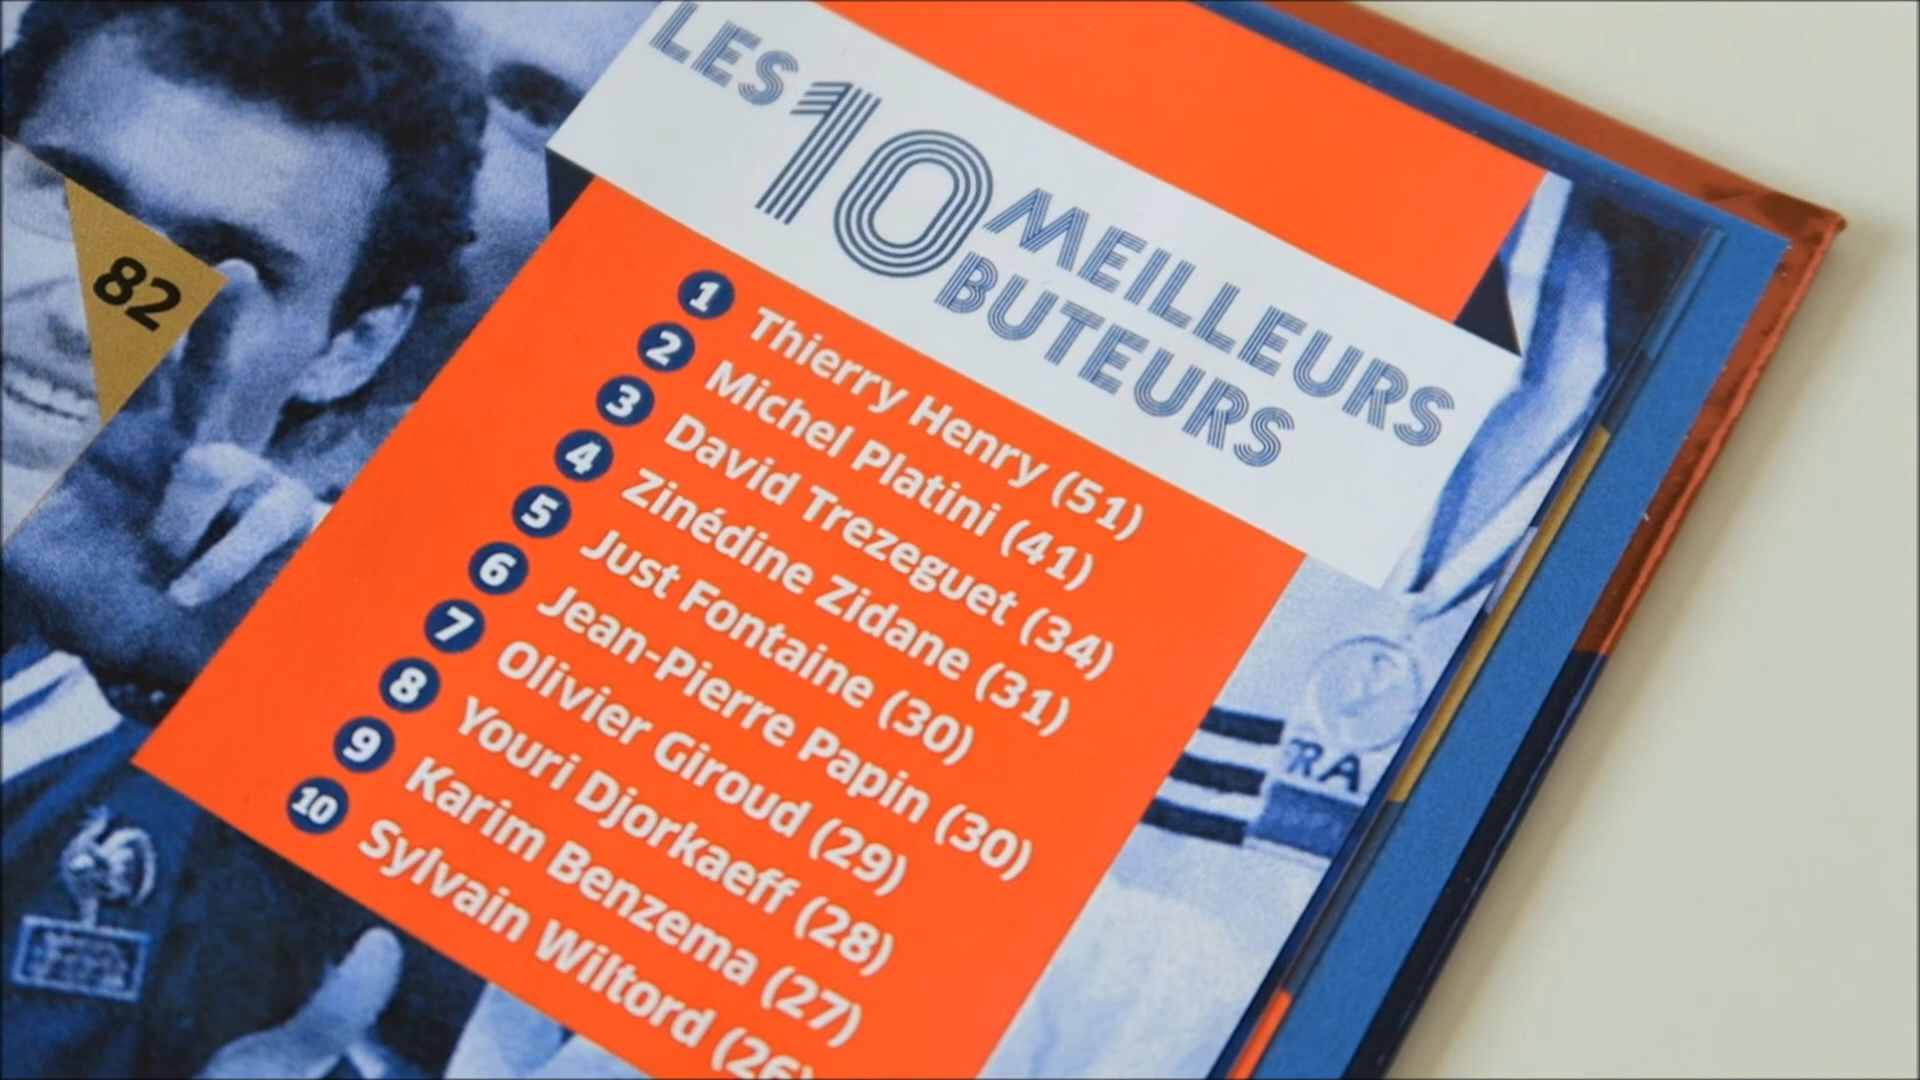 LES 10 MEILLEURS
BUTEURS
1 Thierry Henry (51)
2 Michel Platini (41)
3 David Trezeguet (34)
4 Zinédine Zidane (31)
5 Just Fontaine (30)
6 Jean-Pierre Papin (30)
7 Olivier Giroud (29)
8 Youri Djorkaeff (28)
9 Karim Benzema (27)
10 Sylvain Wiltord (26)
82
RA